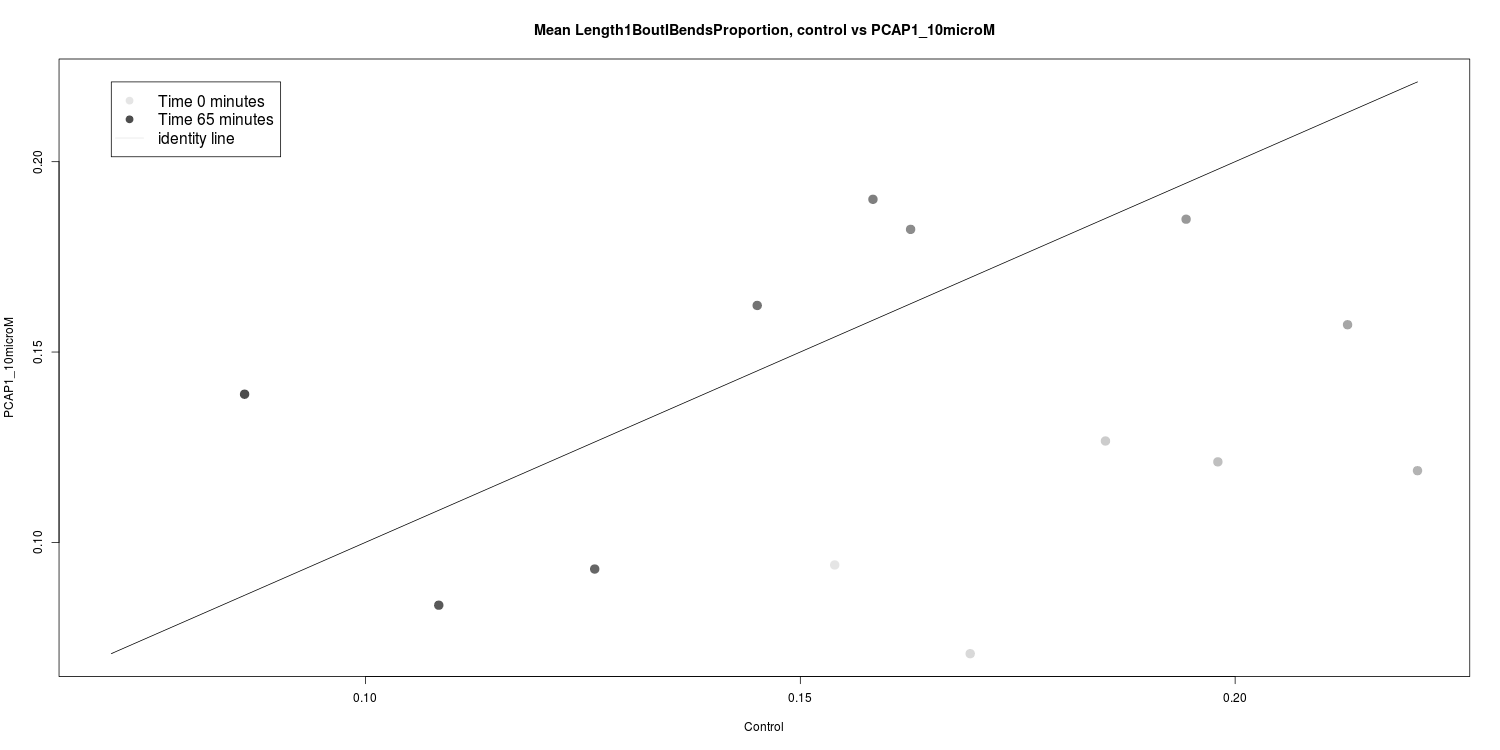 Mean Length1BoutIBendsProportion, control vs PCAP1_10microM
Time 0 minutes
Time 65 minutes
identity line
0.20
0.15
0.10
PCAP1_10microM
0.10
0.15
0.20
Control